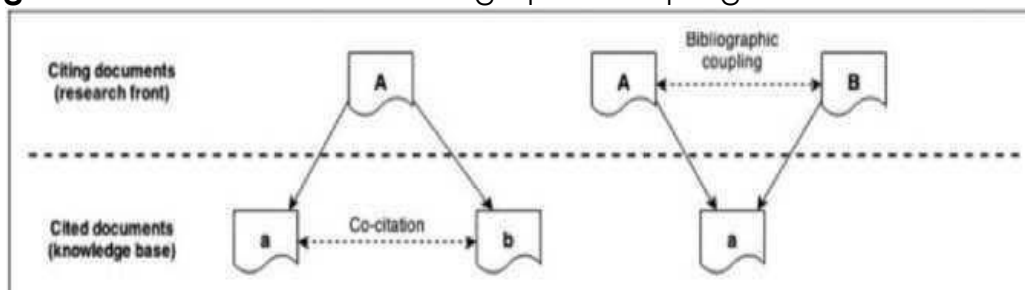 Bibliographic
coupling
Citing documents
(research front)
A
A
B
Cited documents
(knowledge base)
a
Co-citation
b
a